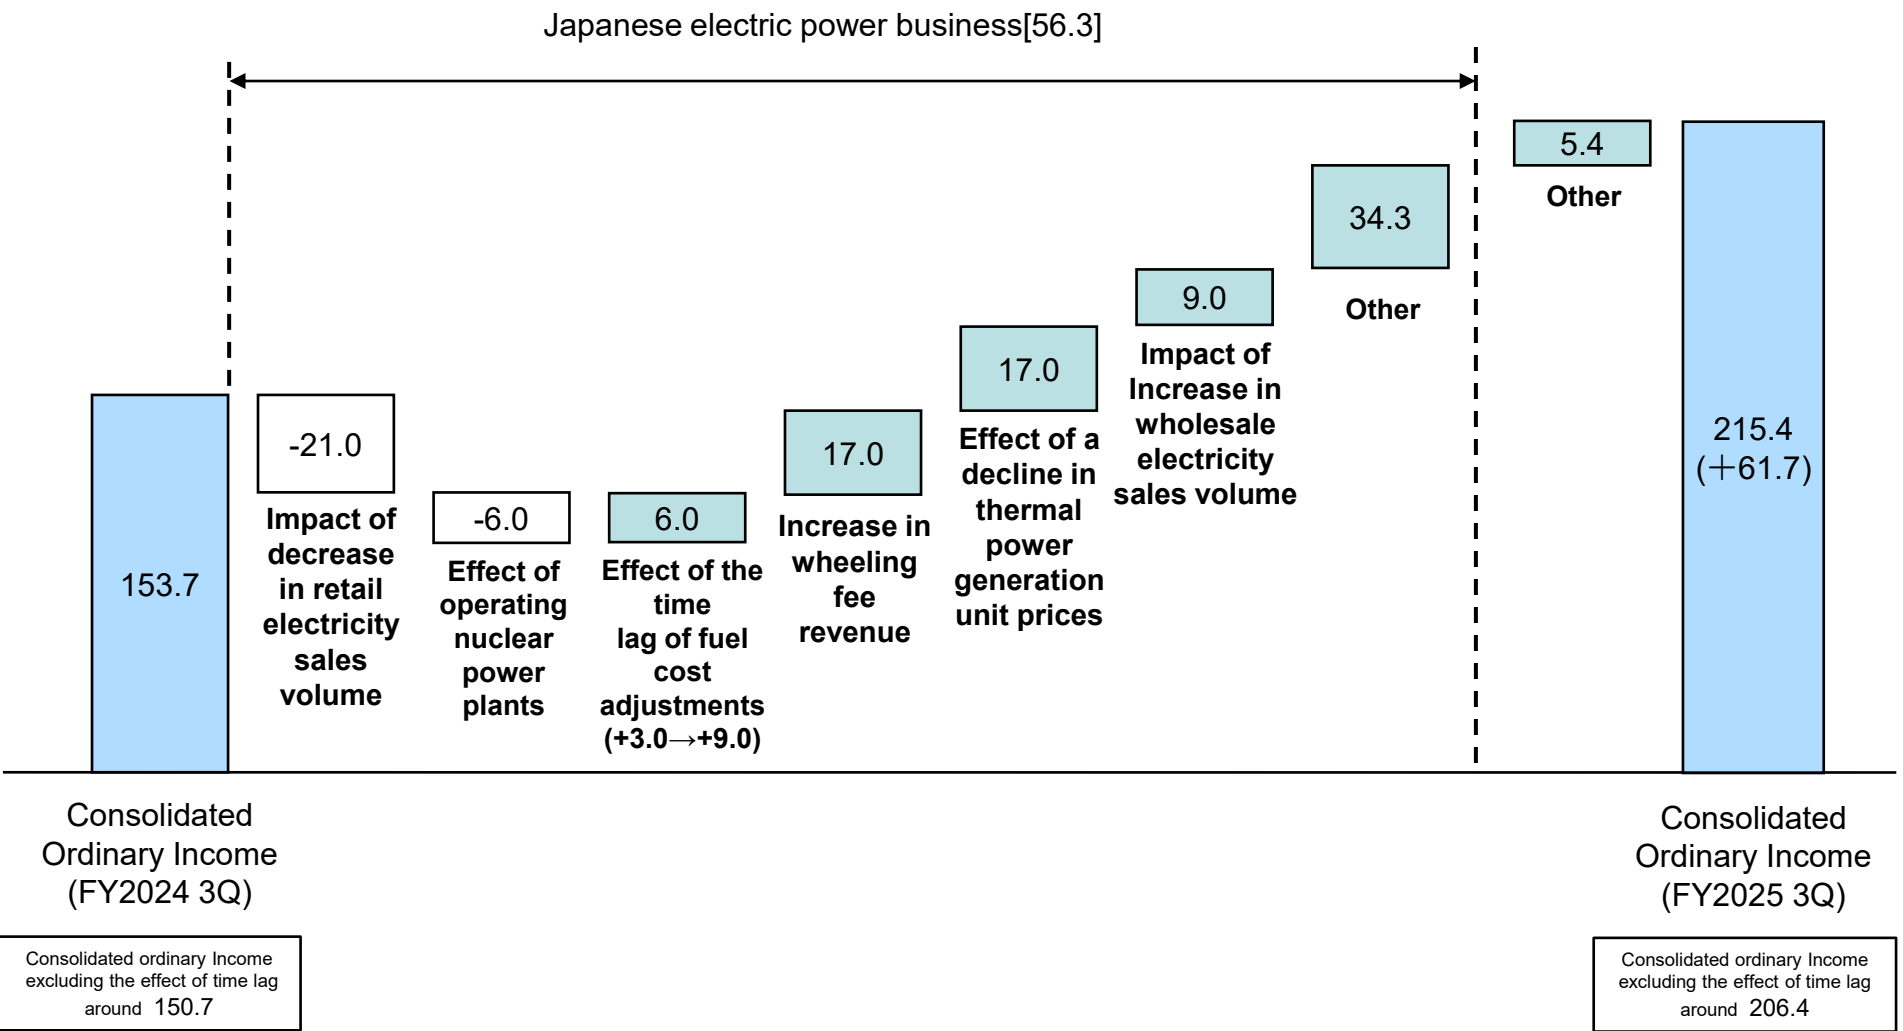 Japanese electric power business[56.3]
153.7
-21.0
Impact of
decrease
in retail
electricity
sales
volume
-6.0
Effect of
operating
nuclear
power
plants
6.0
Effect of the
time
lag of fuel
cost
adjustments
(+3.0→+9.0)
17.0
Increase in
wheeling
fee
revenue
17.0
Effect of a
decline in
thermal
power
generation
unit prices
9.0
Impact of
Increase in
wholesale
electricity
sales volume
34.3
Other
5.4
Other
215.4
(＋61.7)
Consolidated
Ordinary Income
(FY2024 3Q)
Consolidated
Ordinary Income
(FY2025 3Q)
Consolidated ordinary Income
excluding the effect of time lag
around 150.7
Consolidated ordinary Income
excluding the effect of time lag
around 206.4